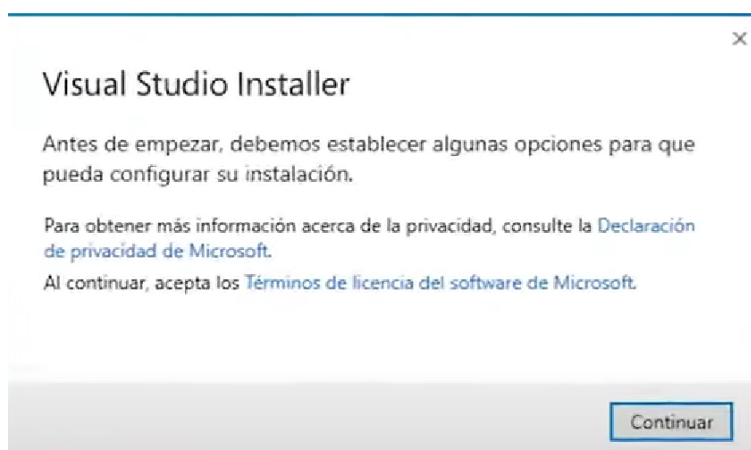 Visual Studio Installer
Antes de empezar, debemos establecer algunas opciones para que
pueda configurar su instalación.
Para obtener más información acerca de la privacidad, consulte la Declaración
de privacidad de Microsoft.
Al continuar, acepta los Términos de licencia del software de Microsoft.
Continuar